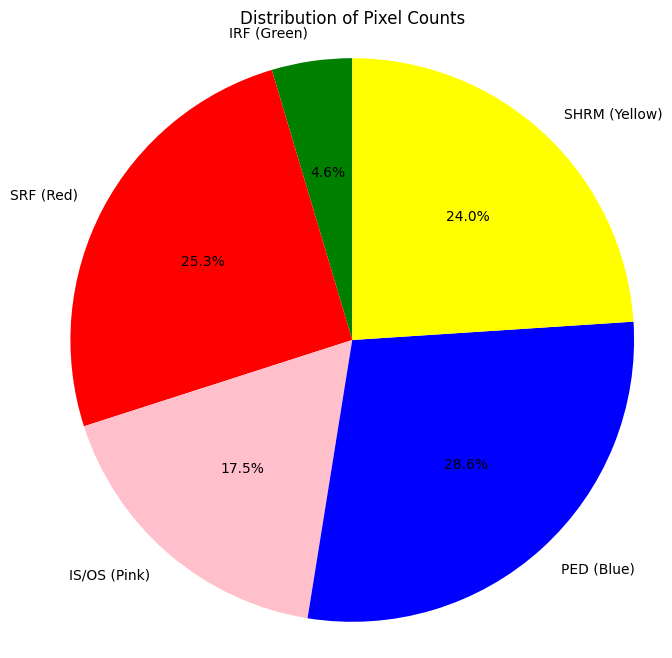 Distribution of Pixel Counts
IRF (Green)
SHRM (Yellow)
4.6%
SRF (Red)
24.0%
25.3%
28.6%
17.5%
PED (Blue)
IS/OS (Pink)